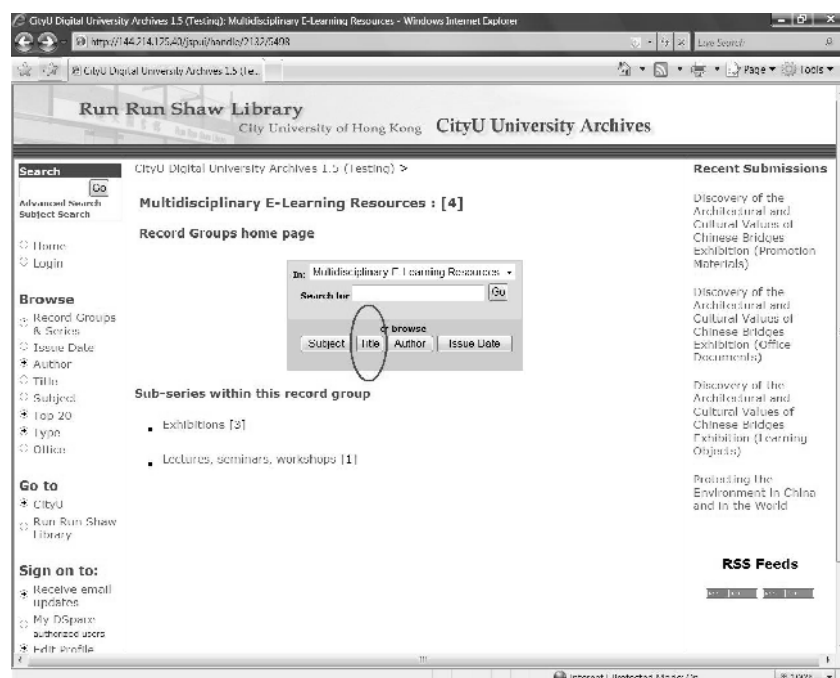 CityU Digital University Archives 1.5 (Testing): Multidisciplinary E-Learning Resources - Windows Internet Explorer
http://144.214.125.40/jspui/handle/2132/5498
Live Search
CityU Digital University Archives 1.5 (Te...
Page
Tools
Run Run Shaw Library
City University of Hong Kong
CityU University Archives
Search
Go
Advanced Search
Subject Search
Home
Login
Browse
Record Groups
& Series
Issue Date
Author
Title
Subject
Top 20
Type
Office
Go to
CityU
Run Run Shaw
Library
Sign on to:
Receive email
updates
My DSpace
authorized users
Edit Profile
CityU Digital University Archives 1.5 (Testing) >
Multidisciplinary E-Learning Resources : [4]
Record Groups home page
In: Multidisciplinary E-Learning Resources
Search for
Go
or browse
Subject Title Author Issue Date
Sub-series within this record group
Exhibitions [3]
Lectures, seminars, workshops [1]
Recent Submissions
Discovery of the
Architectural and
Cultural Values of
Chinese Bridges
Exhibition (Promotion
Materials)
Discovery of the
Architectural and
Cultural Values of
Chinese Bridges
Exhibition (Office
Documents)
Discovery of the
Architectural and
Cultural Values of
Chinese Bridges
Exhibition (Learning
Objects)
Protecting the
Environment in China
and in the World
RSS Feeds